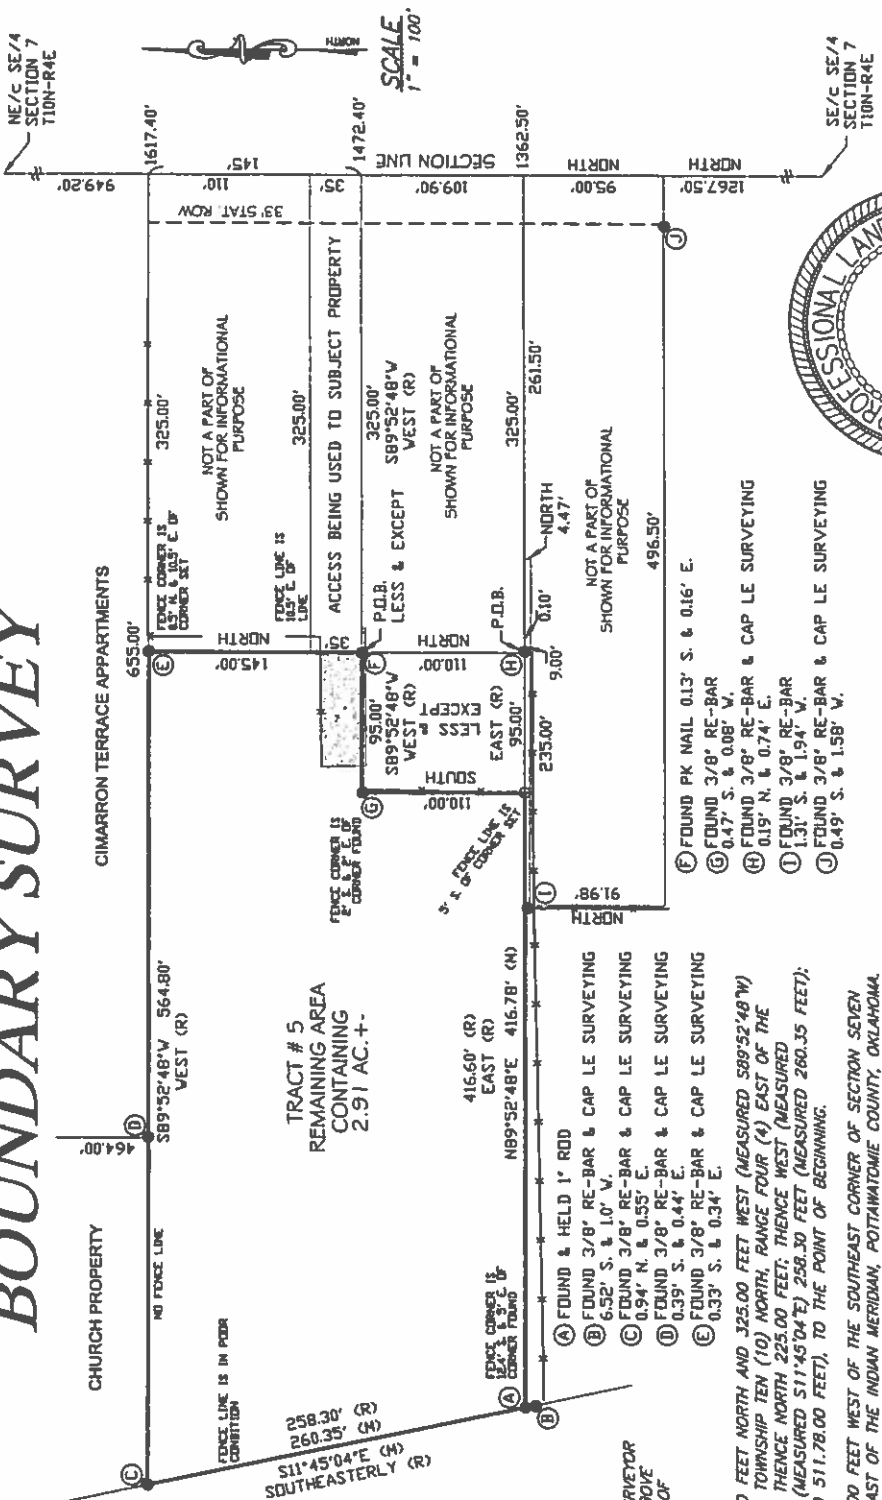 BOUNDARY SURVEY
NE/c SE/4
SECTION 7
T10N-R4E
NORTH
SCALE
1" = 100'
CHURCH PROPERTY
CIMARRON TERRACE APPARTMENTS
464.00'
NO FENCE LINE
S89°52'48"W 564.80'
WEST (R)
655.00'
325.00'
1617.40'
949.20'
FENCE LINE IS IN POOR
CONDITION
FENCE CORNER IS
8.5' N. & 10.5' E. OF
CORNER SET
NOT A PART OF
SHOWN FOR INFORMATIONAL
PURPOSE
33' STAT. ROW
110'
145'
NORTH
145.00'
FENCE LINE IS
10.5' E. OF
LINE
325.00'
35'
ACCESS BEING USED TO SUBJECT PROPERTY
35'
1472.40'
C
D
E
F
G
FENCE CORNER IS
2' S. & 2' E. OF
CORNER FOUND
95.00'
S89°52'48"W
WEST (R)
P.O.B.
LESS & EXCEPT
325.00'
S89°52'48"W
WEST (R)
SECTION LINE
TRACT # 5
REMAINING AREA
CONTAINING
2.91 AC.+-
SOUTH
110.00'
LESS &
EXCEPT
NORTH
110.00'
NOT A PART OF
SHOWN FOR INFORMATIONAL
PURPOSE
109.90'
258.30' (R)
260.35' (M)
S11°45'04"E (M)
SOUTHEASTERLY (R)
FENCE CORNER IS
12.4' S. & 9' E. OF
CORNER FOUND
416.60' (R)
EAST (R)
N89°52'48"E 416.78' (M)
FENCE LINE IS
3' S. OF CORNER SET
EAST (R)
95.00'
P.O.B.
325.00'
1362.50'
A
B
H
I
235.00'
9.00'
0.10'
NORTH
4.47'
261.50'
NORTH
91.98'
NOT A PART OF
SHOWN FOR INFORMATIONAL
PURPOSE
NORTH
95.00'
496.50'
J
NORTH
1267.50'
SE/c SE/4
SECTION 7
T10N-R4E
A FOUND & HELD 1" ROD
B FOUND 3/8" RE-BAR & CAP LE SURVEYING
6.52' S. & 1.0' W.
C FOUND 3/8" RE-BAR & CAP LE SURVEYING
0.94' N. & 0.55' E.
D FOUND 3/8" RE-BAR & CAP LE SURVEYING
0.39' S. & 0.44' E.
E FOUND 3/8" RE-BAR & CAP LE SURVEYING
0.33' S. & 0.34' E.
F FOUND PK NAIL 0.13' S. & 0.16' E.
G FOUND 3/8" RE-BAR
0.47' S. & 0.08' W.
H FOUND 3/8" RE-BAR & CAP LE SURVEYING
0.19' N. & 0.74' E.
I FOUND 3/8" RE-BAR
1.31' S. & 1.94' W.
J FOUND 3/8" RE-BAR & CAP LE SURVEYING
0.49' S. & 1.58' W.
PROFESSIONAL LAND
FEET NORTH AND 325.00 FEET WEST (MEASURED S89°52'48"W)
TOWNSHIP TEN (10) NORTH, RANGE FOUR (4) EAST OF THE
THENCE NORTH 225.00 FEET; THENCE WEST (MEASURED
(MEASURED S11°45'04"E) 258.30 FEET (MEASURED 260.35 FEET);
511.78.00 FEET), TO THE POINT OF BEGINNING.
00 FEET WEST OF THE SOUTHEAST CORNER OF SECTION SEVEN
AST OF THE INDIAN MERIDIAN, POTTAWATOMIE COUNTY, OKLAHOMA.
RVEYOR
OVE
OF